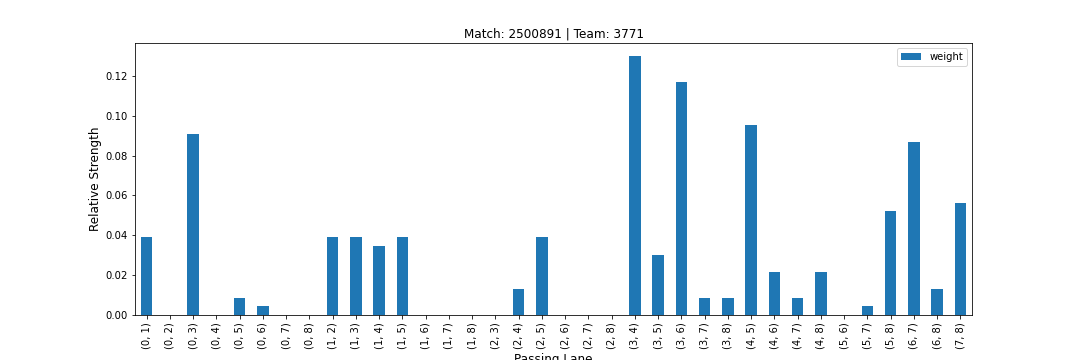 Match: 2500891 | Team: 3771
weight
Relative Strength
0.12
0.10
0.08
0.06
0.04
0.02
0.00
(0, 1) (0, 2) (0, 3) (0, 4) (0, 5) (0, 6) (0, 7) (0, 8) (1, 2) (1, 3) (1, 4) (1, 5) (1, 6) (1, 7) (1, 8) (2, 3) (2, 4) (2, 5) (2, 6) (2, 7) (2, 8) (3, 4) (3, 5) (3, 6) (3, 7) (3, 8) (4, 5) (4, 6) (4, 7) (4, 8) (5, 6) (5, 7) (5, 8) (6, 7) (6, 8) (7, 8)
Passing Lane